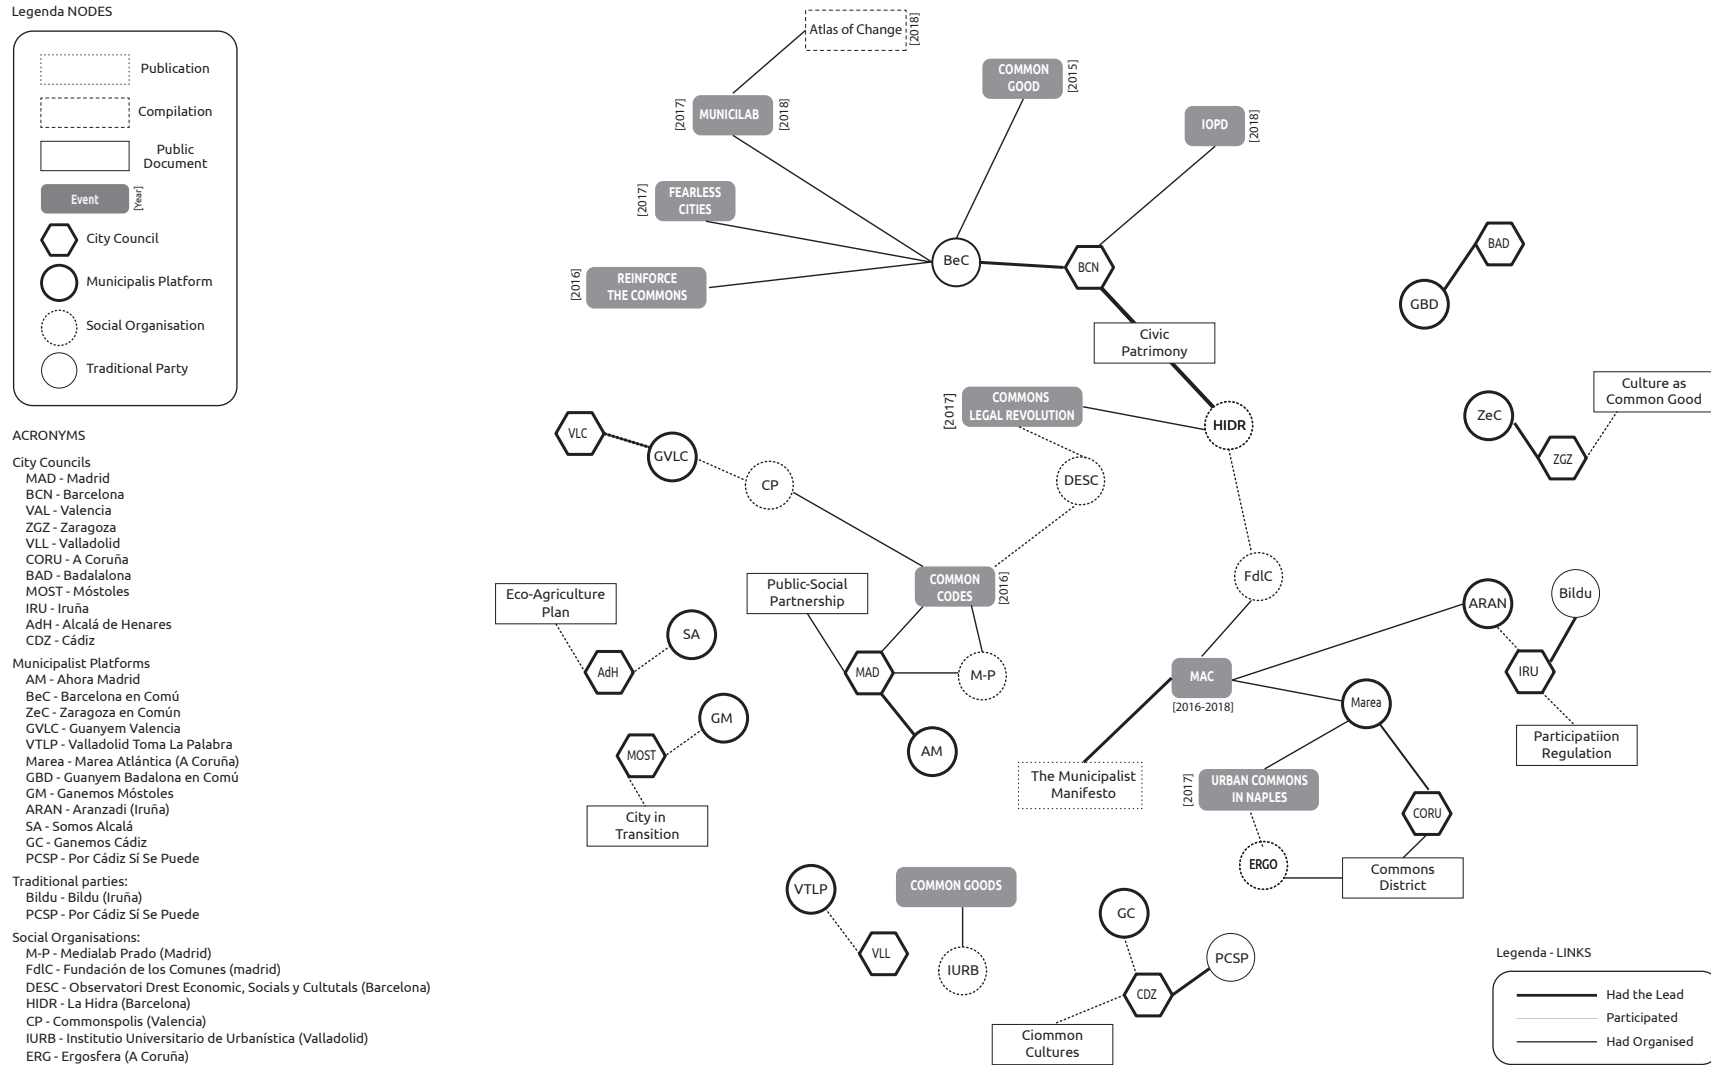 Legenda NODES
Publication
Compilation
Public
Document
Event
[Year]
City Council
Municipalis Platform
Social Organisation
Traditional Party
ACRONYMS
City Councils
MAD - Madrid
BCN - Barcelona
VAL - Valencia
ZGZ - Zaragoza
VLL - Valladolid
CORU - A Coruña
BAD - Badalalona
MOST - Móstoles
IRU - Iruña
AdH - Alcalá de Henares
CDZ - Cádiz
Municipalist Platforms
AM - Ahora Madrid
BeC - Barcelona en Comú
ZeC - Zaragoza en Común
GVLC - Guanyem Valencia
VTLP - Valladolid Toma La Palabra
Marea - Marea Atlántica (A Coruña)
GBD - Guanyem Badalona en Comú
GM - Ganemos Móstoles
ARAN - Aranzadi (Iruña)
SA - Somos Alcalá
GC - Ganemos Cádiz
PCSP - Por Cádiz Sí Se Puede
Traditional parties:
Bildu - Bildu (Iruña)
PCSP - Por Cádiz Sí Se Puede
Social Organisations:
M-P - Medialab Prado (Madrid)
FdlC - Fundación de los Comunes (madrid)
DESC - Observatori Drest Economic, Socials y Cultutals (Barcelona)
HIDR - La Hidra (Barcelona)
CP - Commonspolis (Valencia)
IURB - Institutio Universitario de Urbanística (Valladolid)
ERG - Ergosfera (A Coruña)
Atlas of Change
[2018]
[2017]
MUNICILAB
[2018]
COMMON
GOOD
[2015]
IOPD
[2018]
[2017]
FEARLESS
CITIES
[2016]
REINFORCE
THE COMMONS
BeC
BCN
BAD
GBD
Civic
Patrimony
[2017]
COMMONS
LEGAL REVOLUTION
HIDR
Culture as
Common Good
ZeC
ZGZ
VLC
GVLC
CP
DESC
FdlC
COMMON
CODES
[2016]
Public-Social
Partnership
Eco-Agriculture
Plan
SA
AdH
MAD
M-P
AM
GM
MOST
City in
Transition
ARAN
Bildu
IRU
Participatiion
Regulation
MAC
[2016-2018]
Marea
The Municipalist
Manifesto
[2017]
URBAN COMMONS
IN NAPLES
CORU
ERGO
Commons
District
VTLP
VLL
COMMON GOODS
IURB
GC
PCSP
CDZ
Ciommon
Cultures
Legenda - LINKS
Had the Lead
Participated
Had Organised